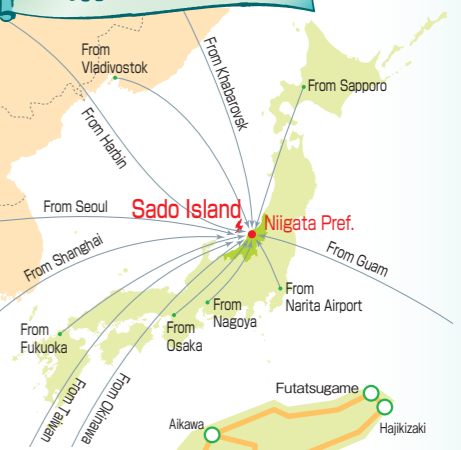 From
Vladivostok
From Khabarovsk
From Sapporo
From Harbin
From Seoul
Sado Island
Niigata Pref.
From Shanghai
From Guam
From
Narita Airport
From
Nagoya
From
Osaka
From
Fukuoka
From Taiwan
From Okinawa
Futatsugame
Hajikizaki
Aikawa